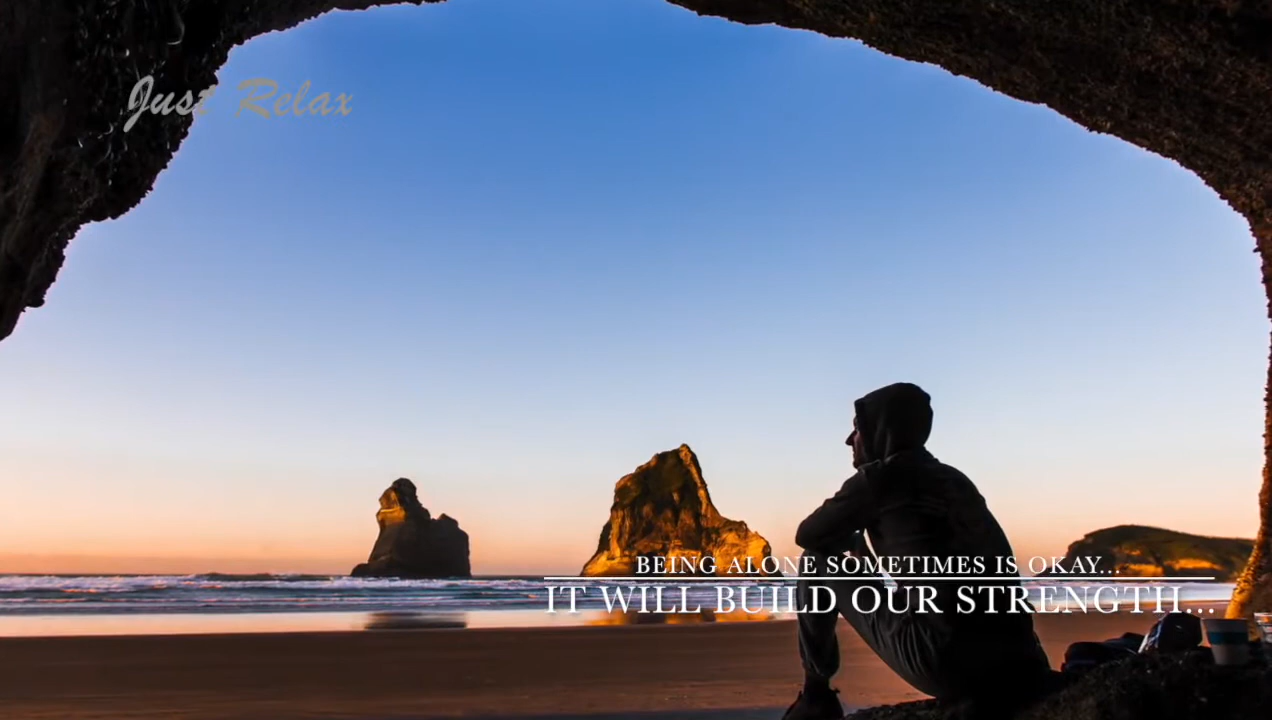 Just Relax
BEING ALONE SOMETIMES IS OKAY...
IT WILL BUILD OUR STRENGTH...